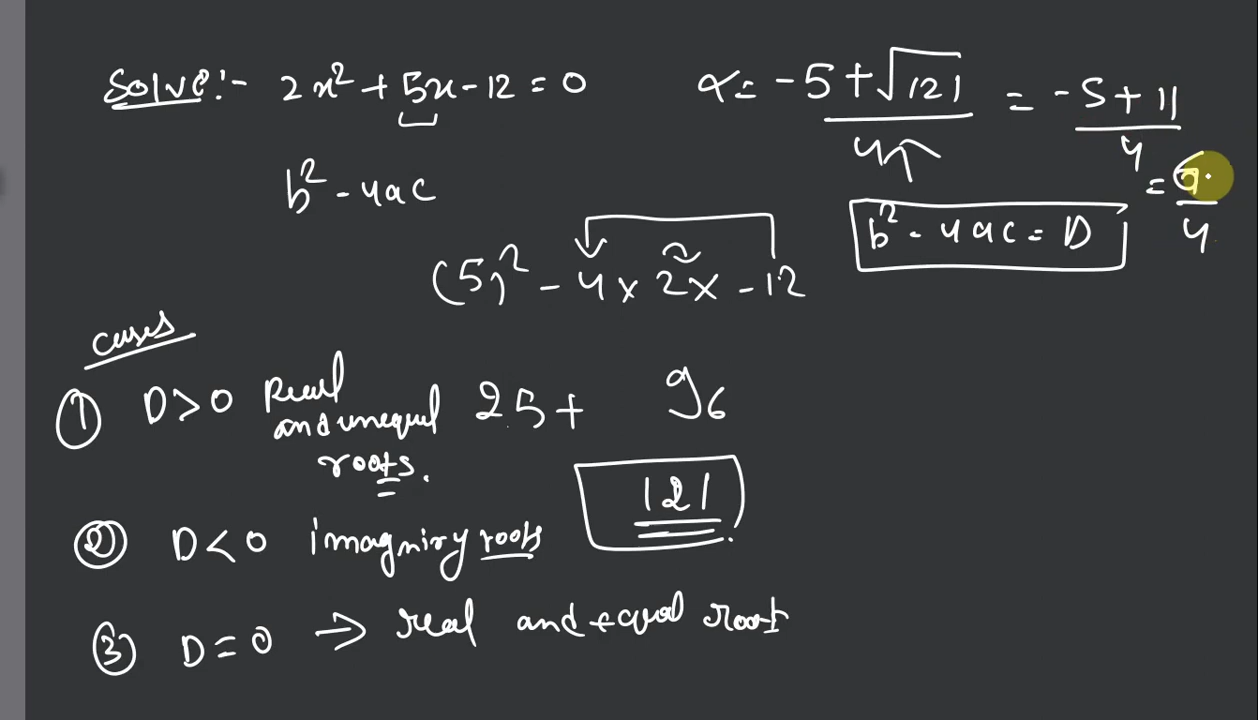 Solve:- 2x² + 5x - 12 = 0
α = -5 + √121 / 4 = -5 + 11 / 4
= 6 / 4
b² - 4ac
b² - 4ac = D
(5)² - 4 x 2 x - 12
cases
① D > 0 Real and unequal roots.
25 + 96
121
② D < 0 imagniry roots
③ D = 0 → real and equal root